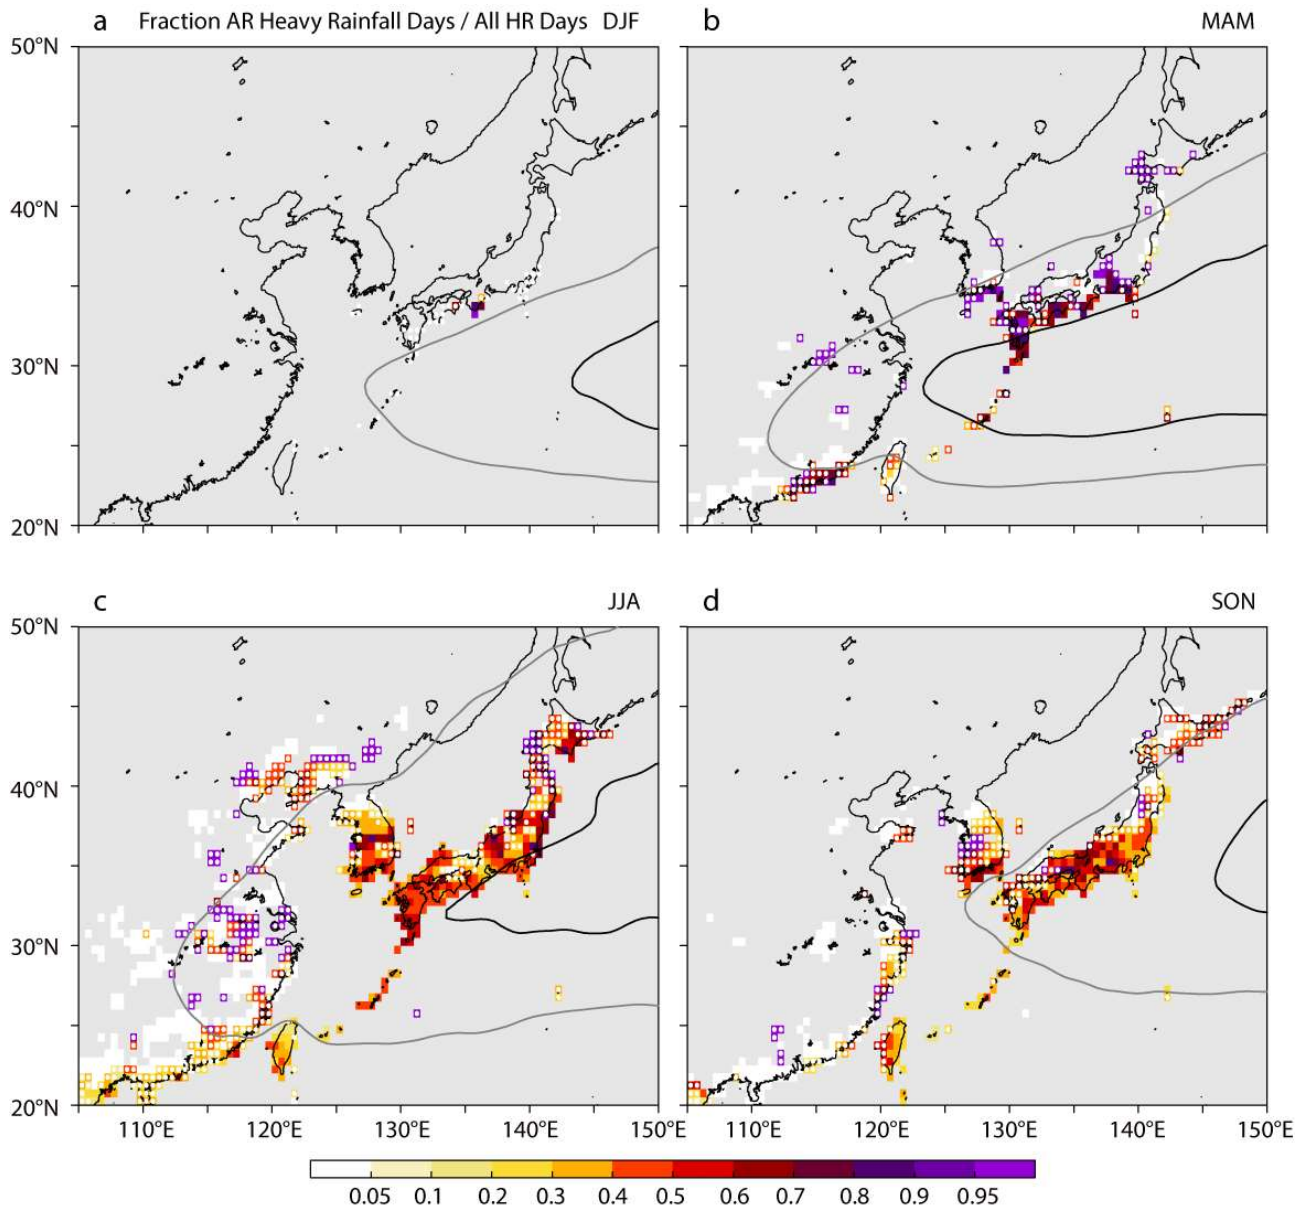 a Fraction AR Heavy Rainfall Days / All HR Days DJF
b MAM
50°N
40°N
30°N
20°N
c JJA
d SON
50°N
40°N
30°N
20°N
110°E 120°E 130°E 140°E 150°E 110°E 120°E 130°E 140°E 150°E
0.05 0.1 0.2 0.3 0.4 0.5 0.6 0.7 0.8 0.9 0.95